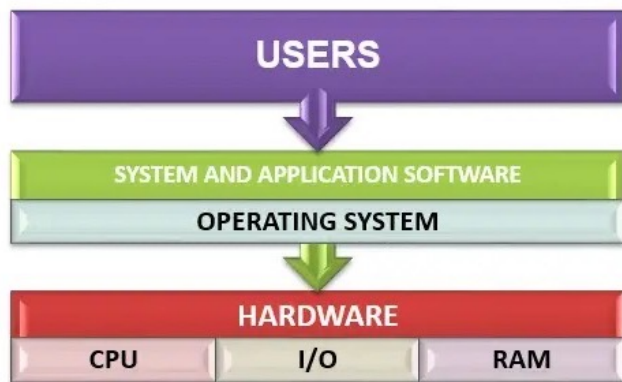 USERS
SYSTEM AND APPLICATION SOFTWARE
OPERATING SYSTEM
HARDWARE
CPU I/O RAM